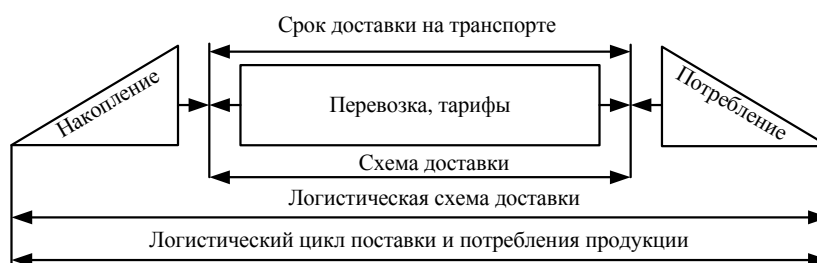 Срок доставки на транспорте
Накопление
Перевозка, тарифы
Потребление
Схема доставки
Логистическая схема доставки
Логистический цикл поставки и потребления продукции